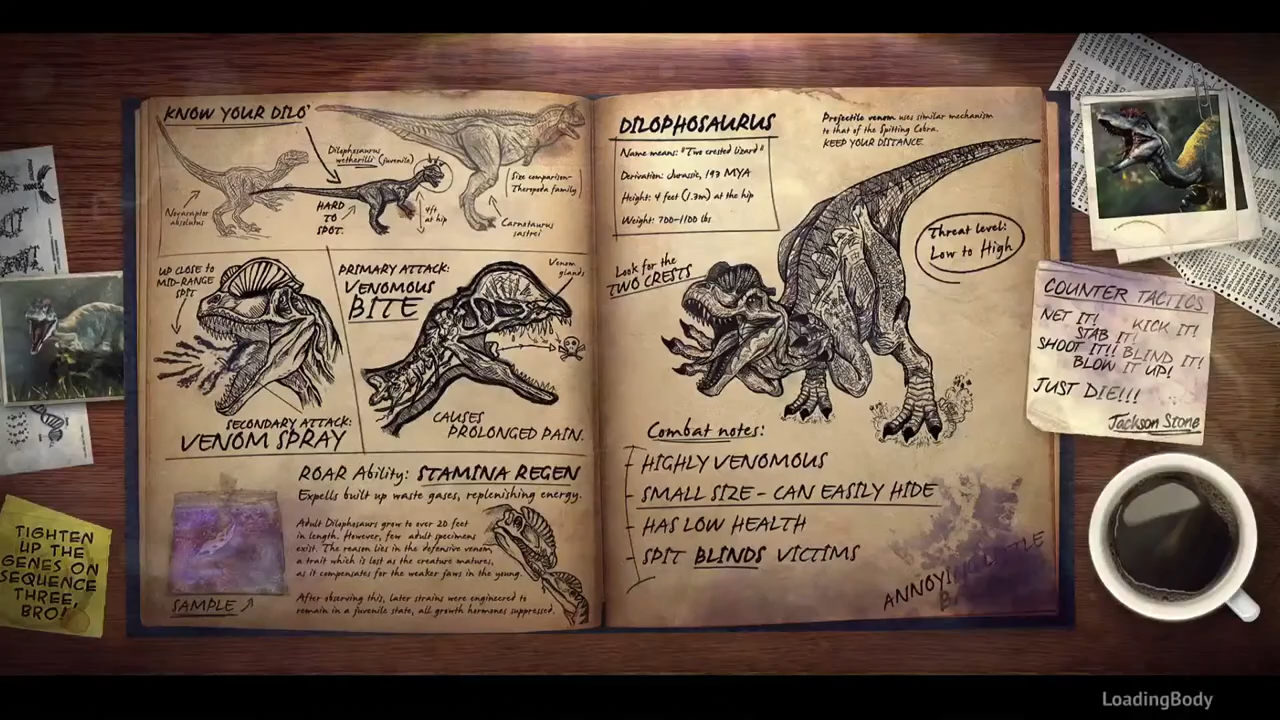 KNOW YOUR DILO'
Dilophosaurus
wetherilli (juvenile)
Novaraptor
absolutus
HARD
TO
SPOT.
4ft
at hip
Size comparison-
Theropoda family
Carnotaurus
sastrei
UP CLOSE TO
MID-RANGE
SPIT
SECONDARY ATTACK:
VENOM SPRAY
PRIMARY ATTACK:
VENOMOUS
BITE
Venom
glands
CAUSES
PROLONGED PAIN.
ROAR Ability: STAMINA REGEN
Expells built up waste gases, replenishing energy.
Adult Dilophosaurs grow to over 20 feet
in length. However, few adult specimens
exist. The reason lies in the defensive venom,
a trait which is lost as the creature matures,
as it compensates for the weaker jaws in the young.
After observing this, later strains were engineered to
remain in a juvenile state, all growth hormones suppressed.
SAMPLE
DILOPHOSAURUS
Name means: "Two crested lizard"
Derivation: Jurassic, 193 MYA
Height: 4 feet (1.3m) at the hip
Weight: 700-1100 lbs
Projectile venom uses similar mechanism
to that of the Spitting Cobra.
KEEP YOUR DISTANCE.
Threat level:
Low to High
Look for the
TWO CRESTS
Combat notes:
- HIGHLY VENOMOUS
- SMALL SIZE - CAN EASILY HIDE
- HAS LOW HEALTH
- SPIT BLINDS VICTIMS
ANNOYING LITTLE
COUNTER TACTICS
NET IT! KICK IT!
STAB IT!
SHOOT IT!! BLIND IT!
BLOW IT UP!
JUST DIE!!!
Jackson Stone
TIGHTEN
UP THE
GENES ON
SEQUENCE
THREE,
BRO!
LoadingBody